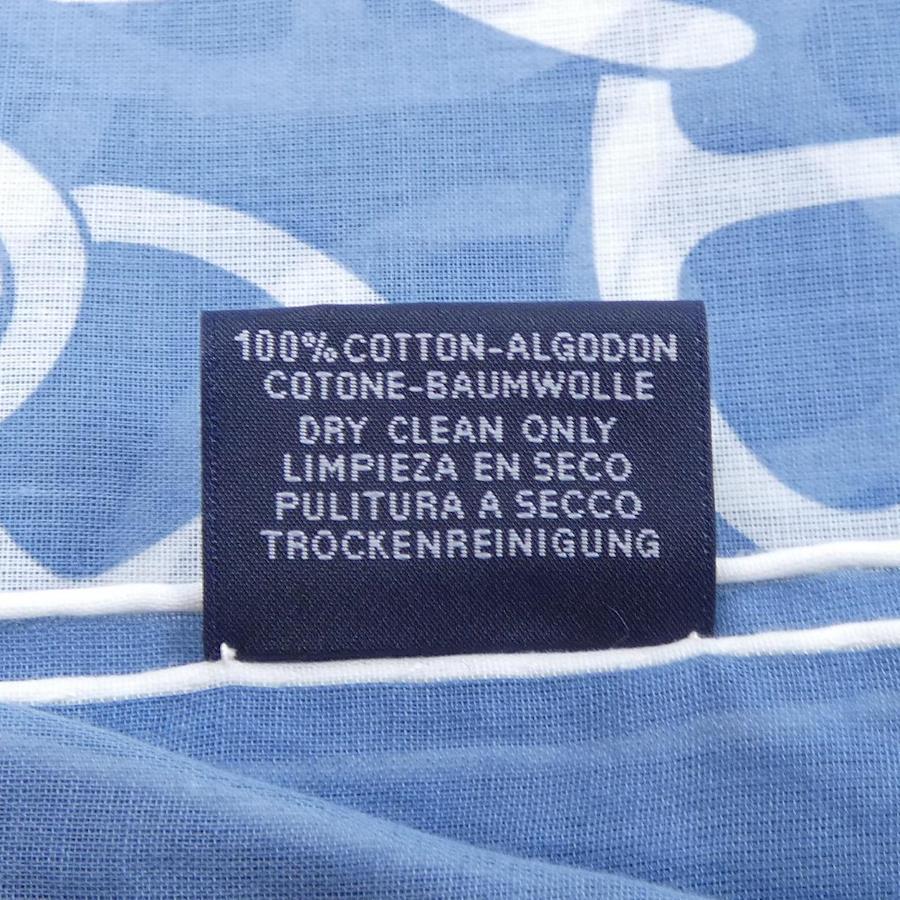 100% COTTON-ALGODON
COTONE-BAUMWOLLE
DRY CLEAN ONLY
LIMPIEZA EN SECO
PULITURA A SECCO
TROCKENREINIGUNG